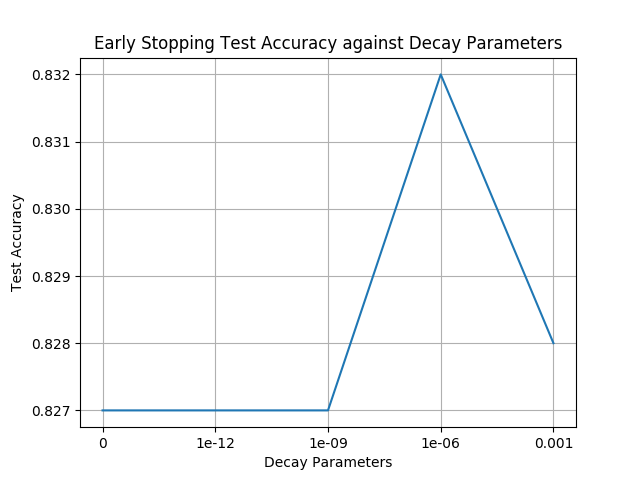 Early Stopping Test Accuracy against Decay Parameters
0.832
0.831
0.830
0.829
0.828
0.827
Test Accuracy
0 1e-12 1e-09 1e-06 0.001
Decay Parameters